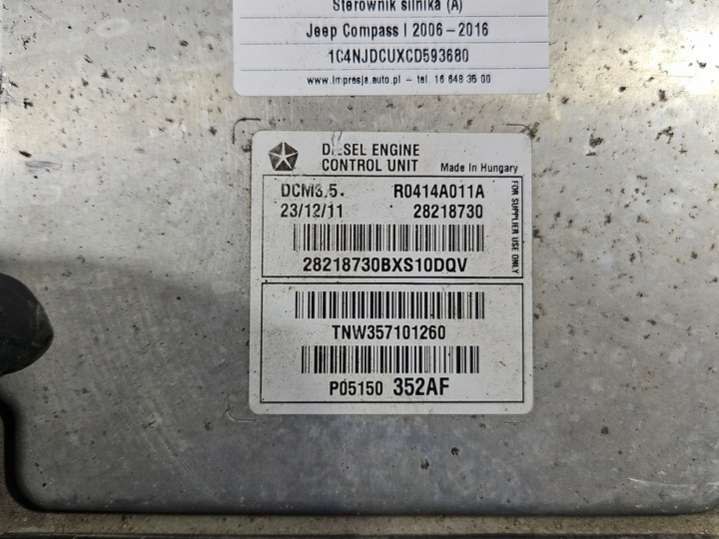 Sterownik silnika (A)
Jeep Compass I 2006-2016
1C4NJDCUXCD593680
www.impresja.auto.pl - tel. 16 648 36 00
DIESEL ENGINE
CONTROL UNIT Made In Hungary
DCM3.5. R0414A011A
23/12/11 28218730
28218730BXS10DQV
FOR SUPPLIER USE ONLY
TNW357101260
P05150 352AF